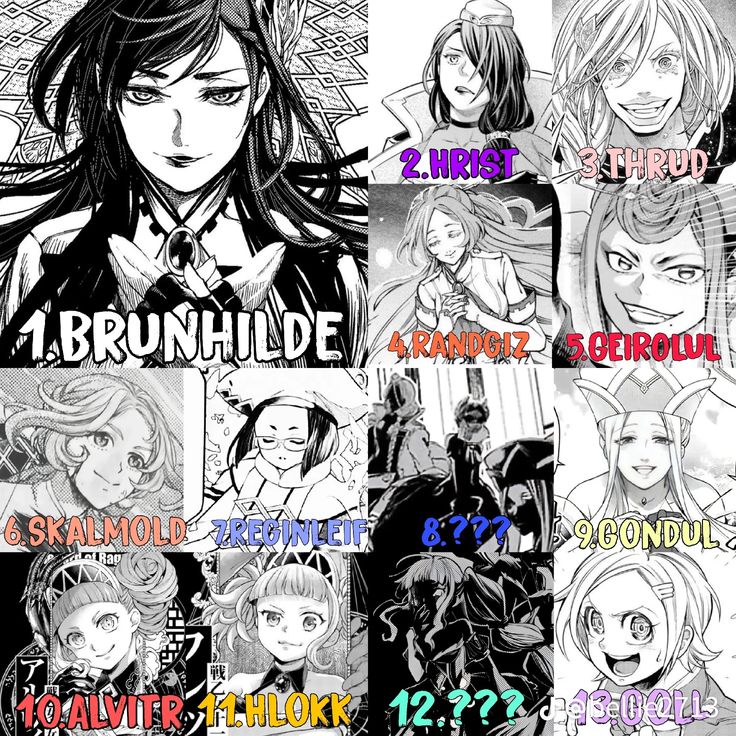 1.BRUNHILDE
2.HRIST
3.THRUD
4.RANDGIZ
5.GEIROLUL
6.SKALMOLD
7.REGINLEIF
8.???
9.GONDUL
10.ALVITR
11.HLOKK
12.???
13.GOLL